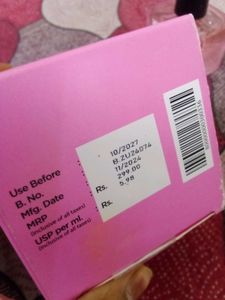 Use Before
B. No.
Mfg. Date
MRP
(inclusive of all taxes)
USP per ml.
(inclusive of all taxes)
Rs.
Rs.
10/2027
B.ZU24074
11/2024
299.00
5.98